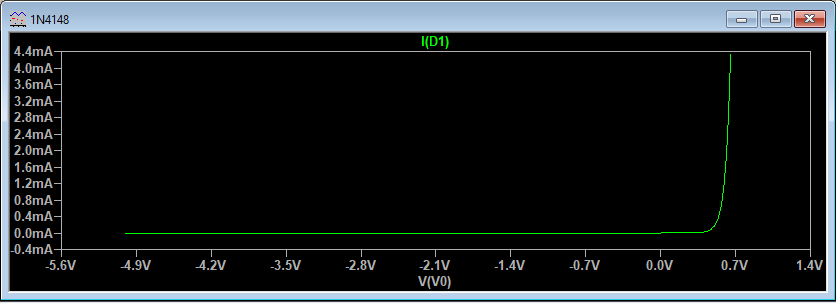 1N4148
I(D1)
4.4mA
4.0mA
3.6mA
3.2mA
2.8mA
2.4mA
2.0mA
1.6mA
1.2mA
0.8mA
0.4mA
0.0mA
-0.4mA
-5.6V -4.9V -4.2V -3.5V -2.8V -2.1V -1.4V -0.7V 0.0V 0.7V 1.4V
V(V0)